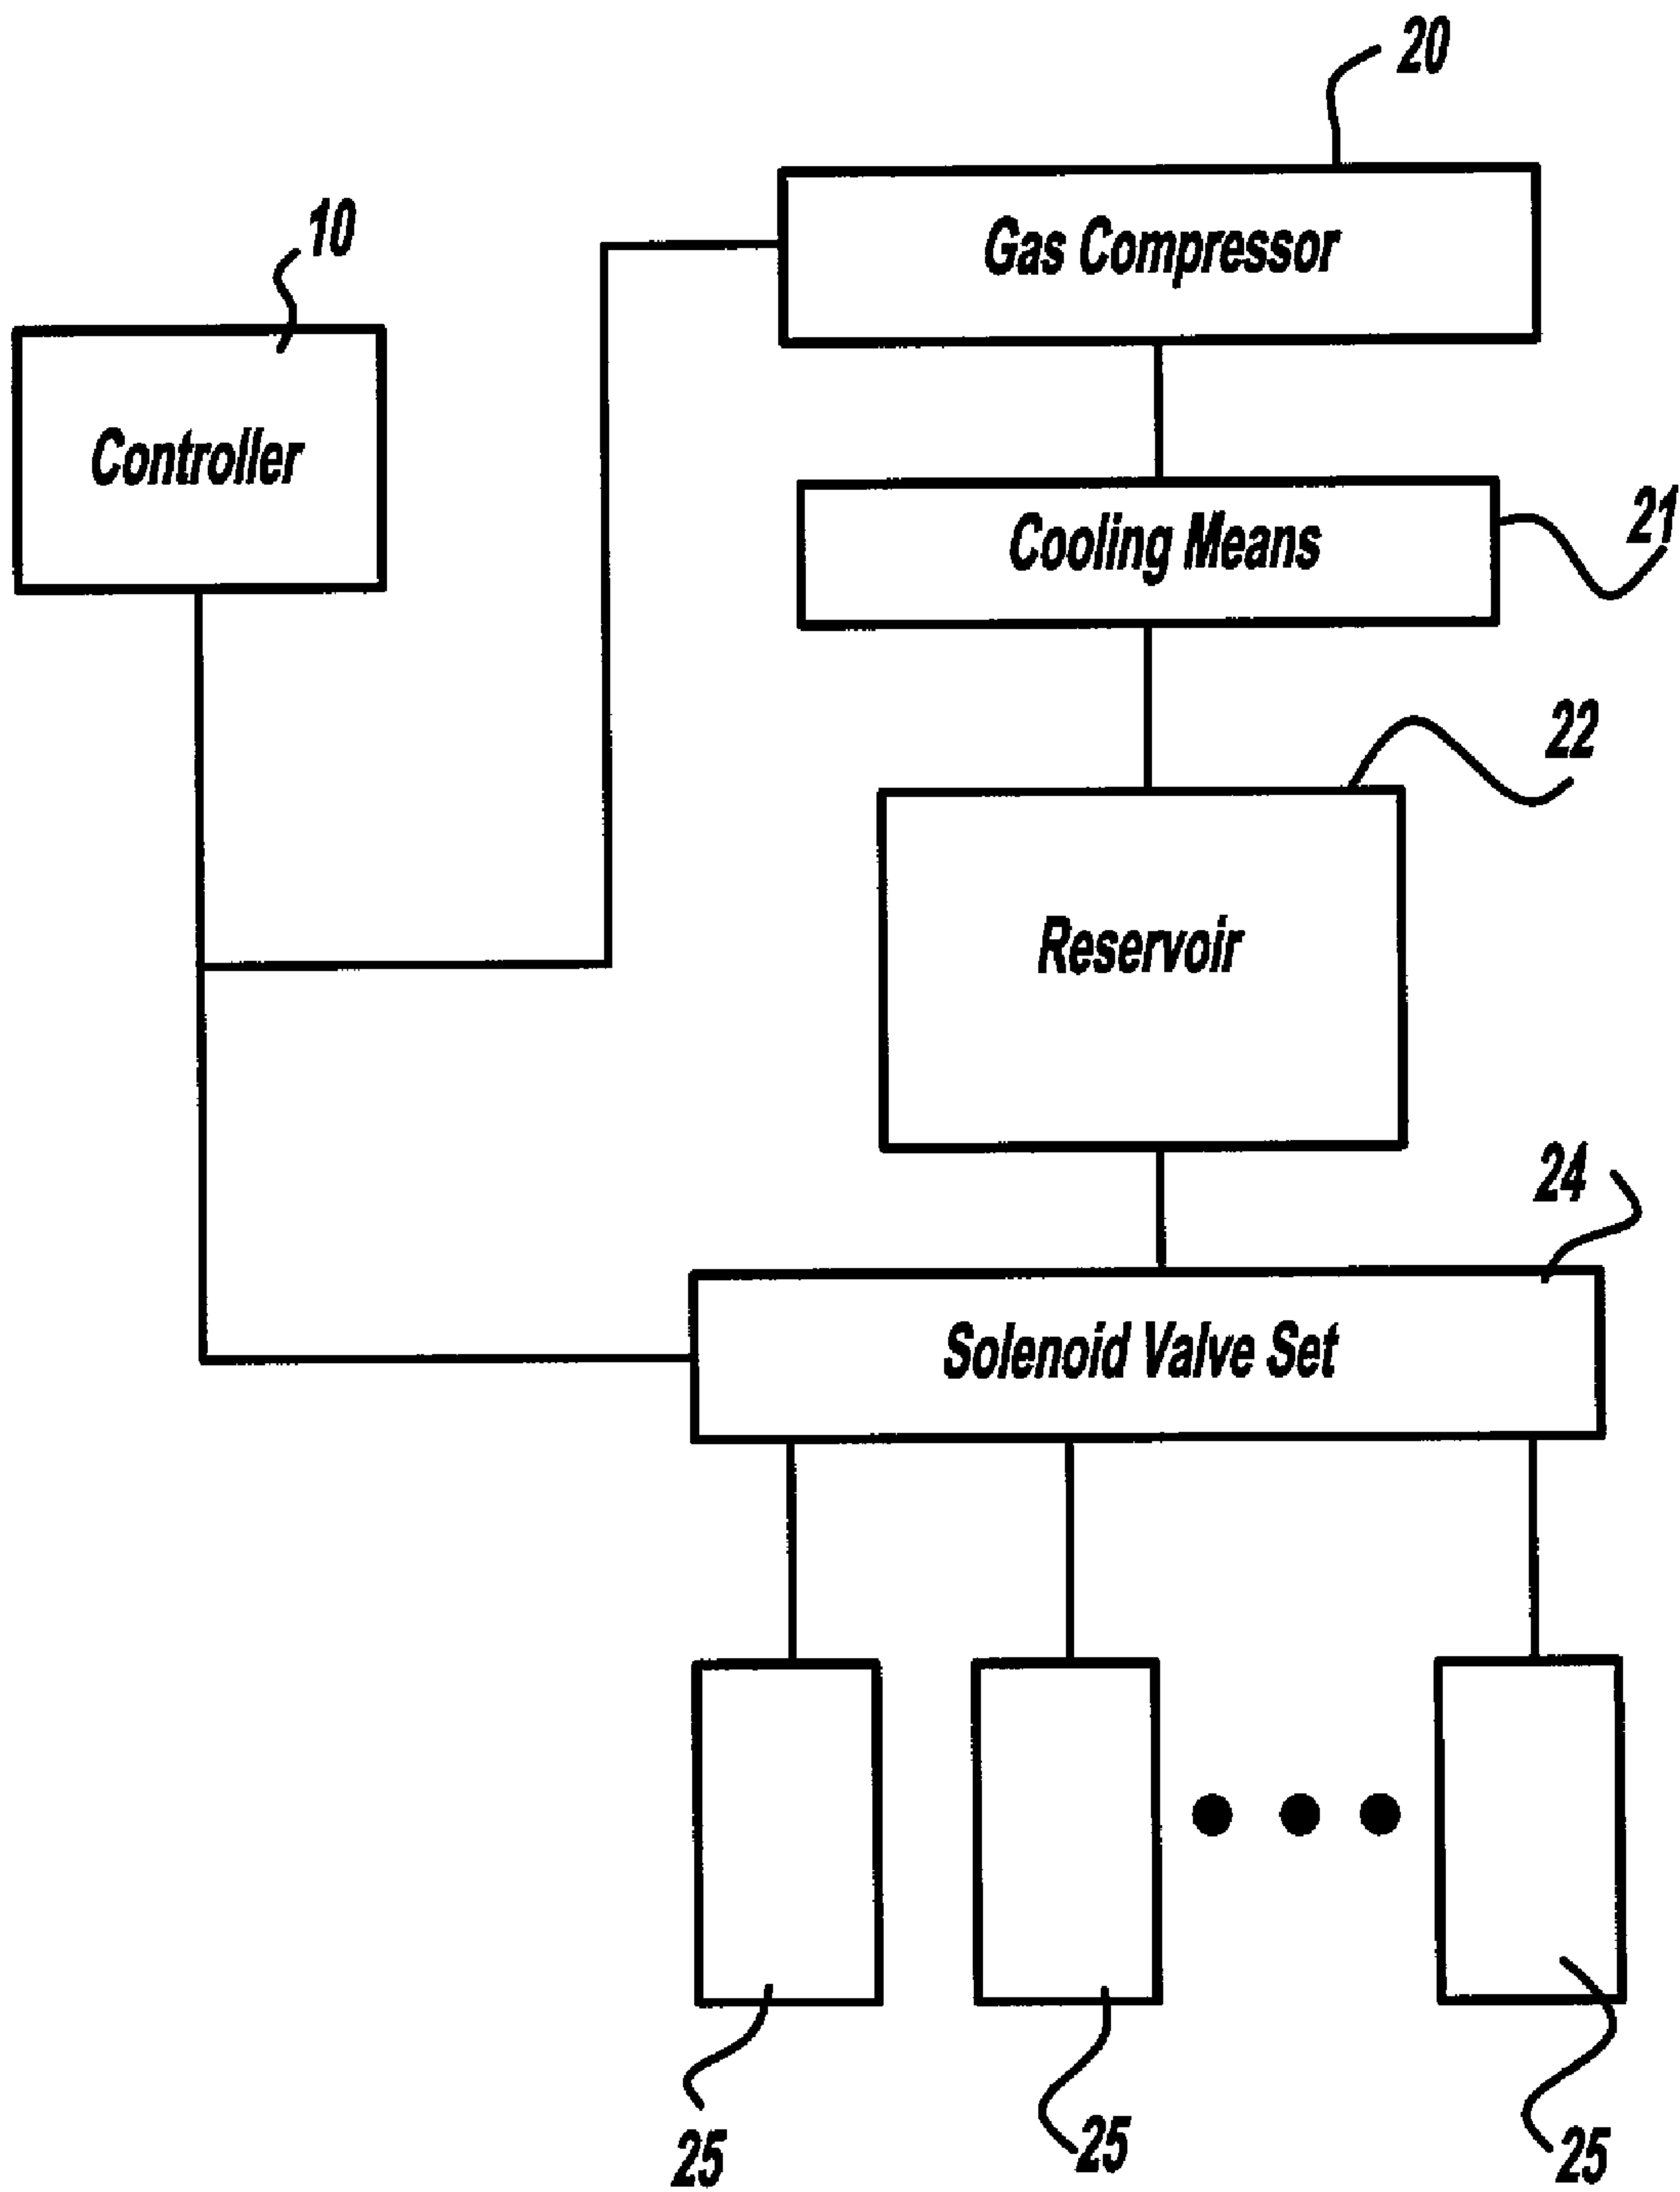 20
10
Gas Compressor
Controller
21
Cooling Means
22
Reservoir
24
Solenoid Valve Set
25
25
25